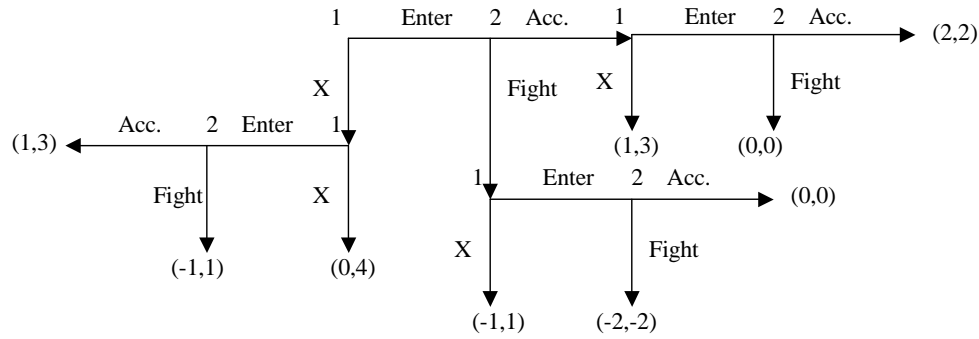 1 Enter 2 Acc. 1 Enter 2 Acc. (2,2)
X Fight X Fight
(1,3) Acc. 2 Enter 1 (1,3) (0,0)
Fight X 1 Enter 2 Acc. (0,0)
X Fight
(-1,1) (0,4)
(-1,1) (-2,-2)